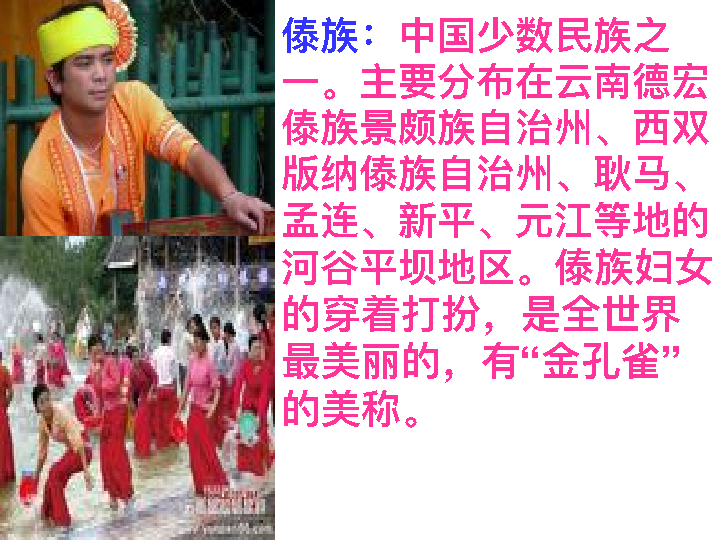 傣族：中国少数民族之
一。主要分布在云南德宏
傣族景颇族自治州、西双
版纳傣族自治州、耿马、
孟连、新平、元江等地的
河谷平坝地区。傣族妇女
的穿着打扮，是全世界
最美丽的，有“金孔雀”
的美称。